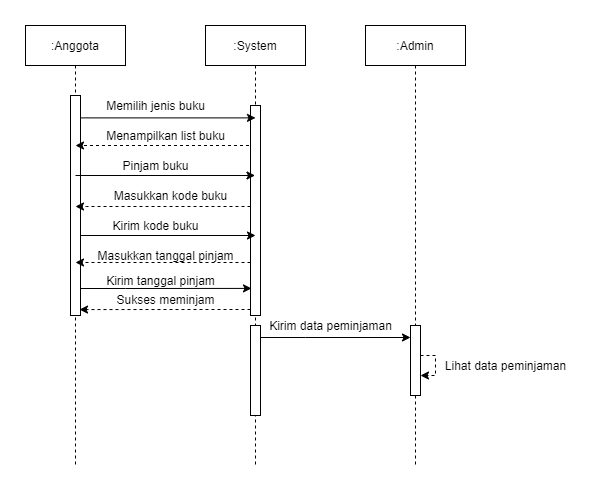 :Anggota
:System
:Admin
Memilih jenis buku
Menampilkan list buku
Pinjam buku
Masukkan kode buku
Kirim kode buku
Masukkan tanggal pinjam
Kirim tanggal pinjam
Sukses meminjam
Kirim data peminjaman
Lihat data peminjaman